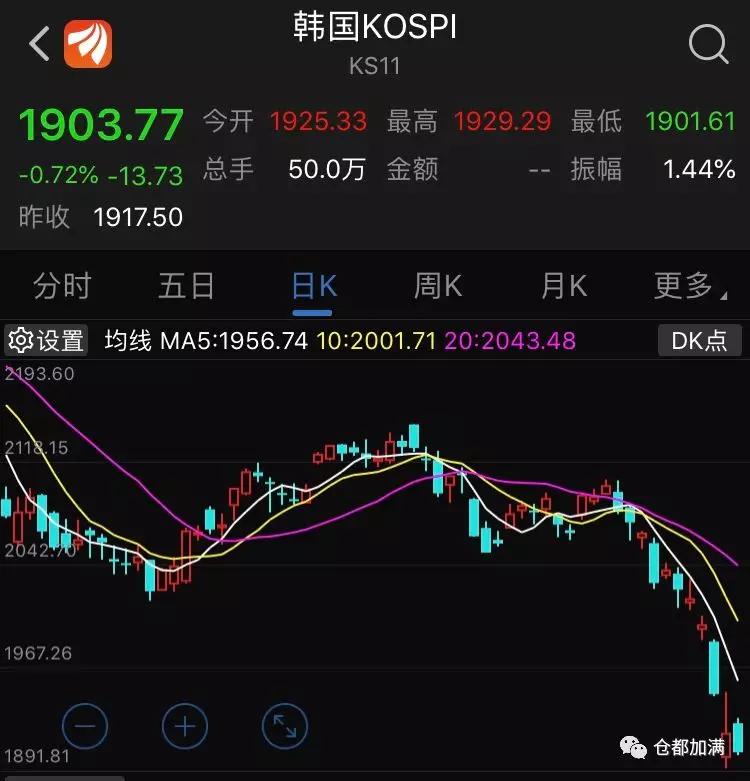 韩国KOSPI
KS11
1903.77 今开 1925.33 最高 1929.29 最低 1901.61
-0.72% -13.73 总手 50.0万 金额 -- 振幅 1.44%
昨收 1917.50
分时 五日 日K 周K 月K 更多
设置 均线 MA5:1956.74 10:2001.71 20:2043.48 DK点
2193.60
2118.15
2042.70
1967.26
1891.81
仓都加满